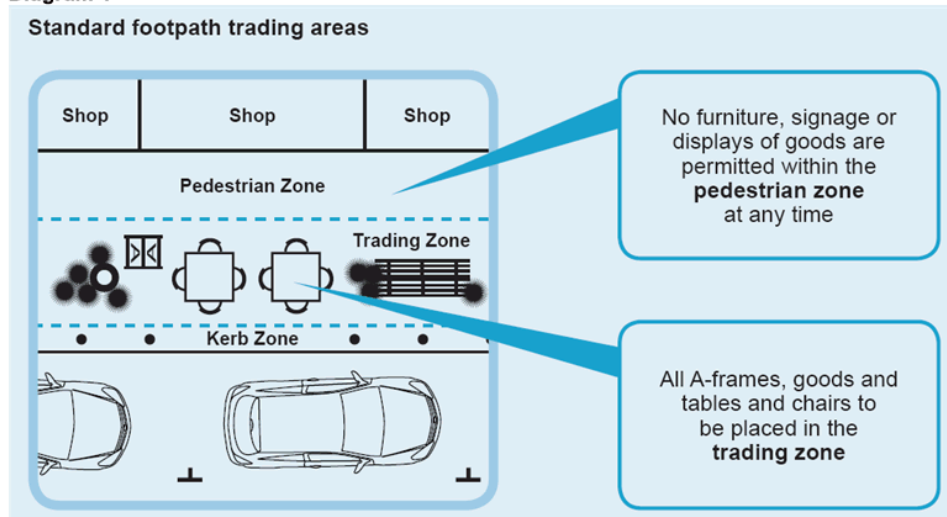 Standard footpath trading areas
Shop
Shop
Shop
Pedestrian Zone
Trading Zone
Kerb Zone
No furniture, signage or
displays of goods are
permitted within the
pedestrian zone
at any time
All A-frames, goods and
tables and chairs to
be placed in the
trading zone